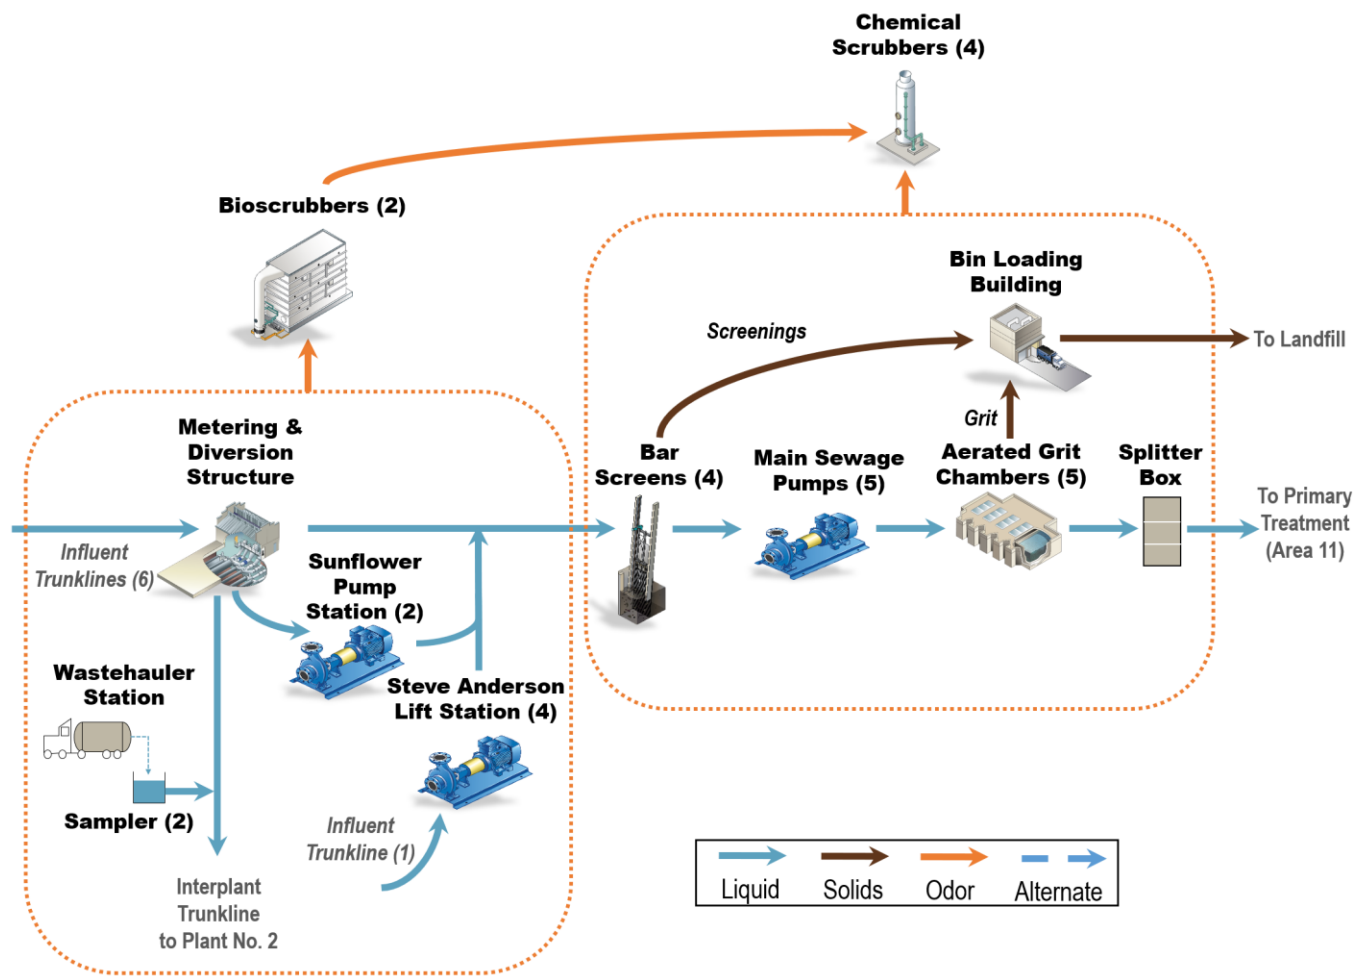 Chemical
Scrubbers (4)
Bioscrubbers (2)
Bin Loading
Building
Screenings
To Landfill
Grit
Metering &
Diversion
Structure
Bar
Screens (4)
Main Sewage
Pumps (5)
Aerated Grit
Chambers (5)
Splitter
Box
To Primary
Treatment
(Area 11)
Influent
Trunklines (6)
Sunflower
Pump
Station (2)
Wastehauler
Station
Steve Anderson
Lift Station (4)
Sampler (2)
Influent
Trunkline (1)
Interplant
Trunkline
to Plant No. 2
Liquid
Solids
Odor
Alternate